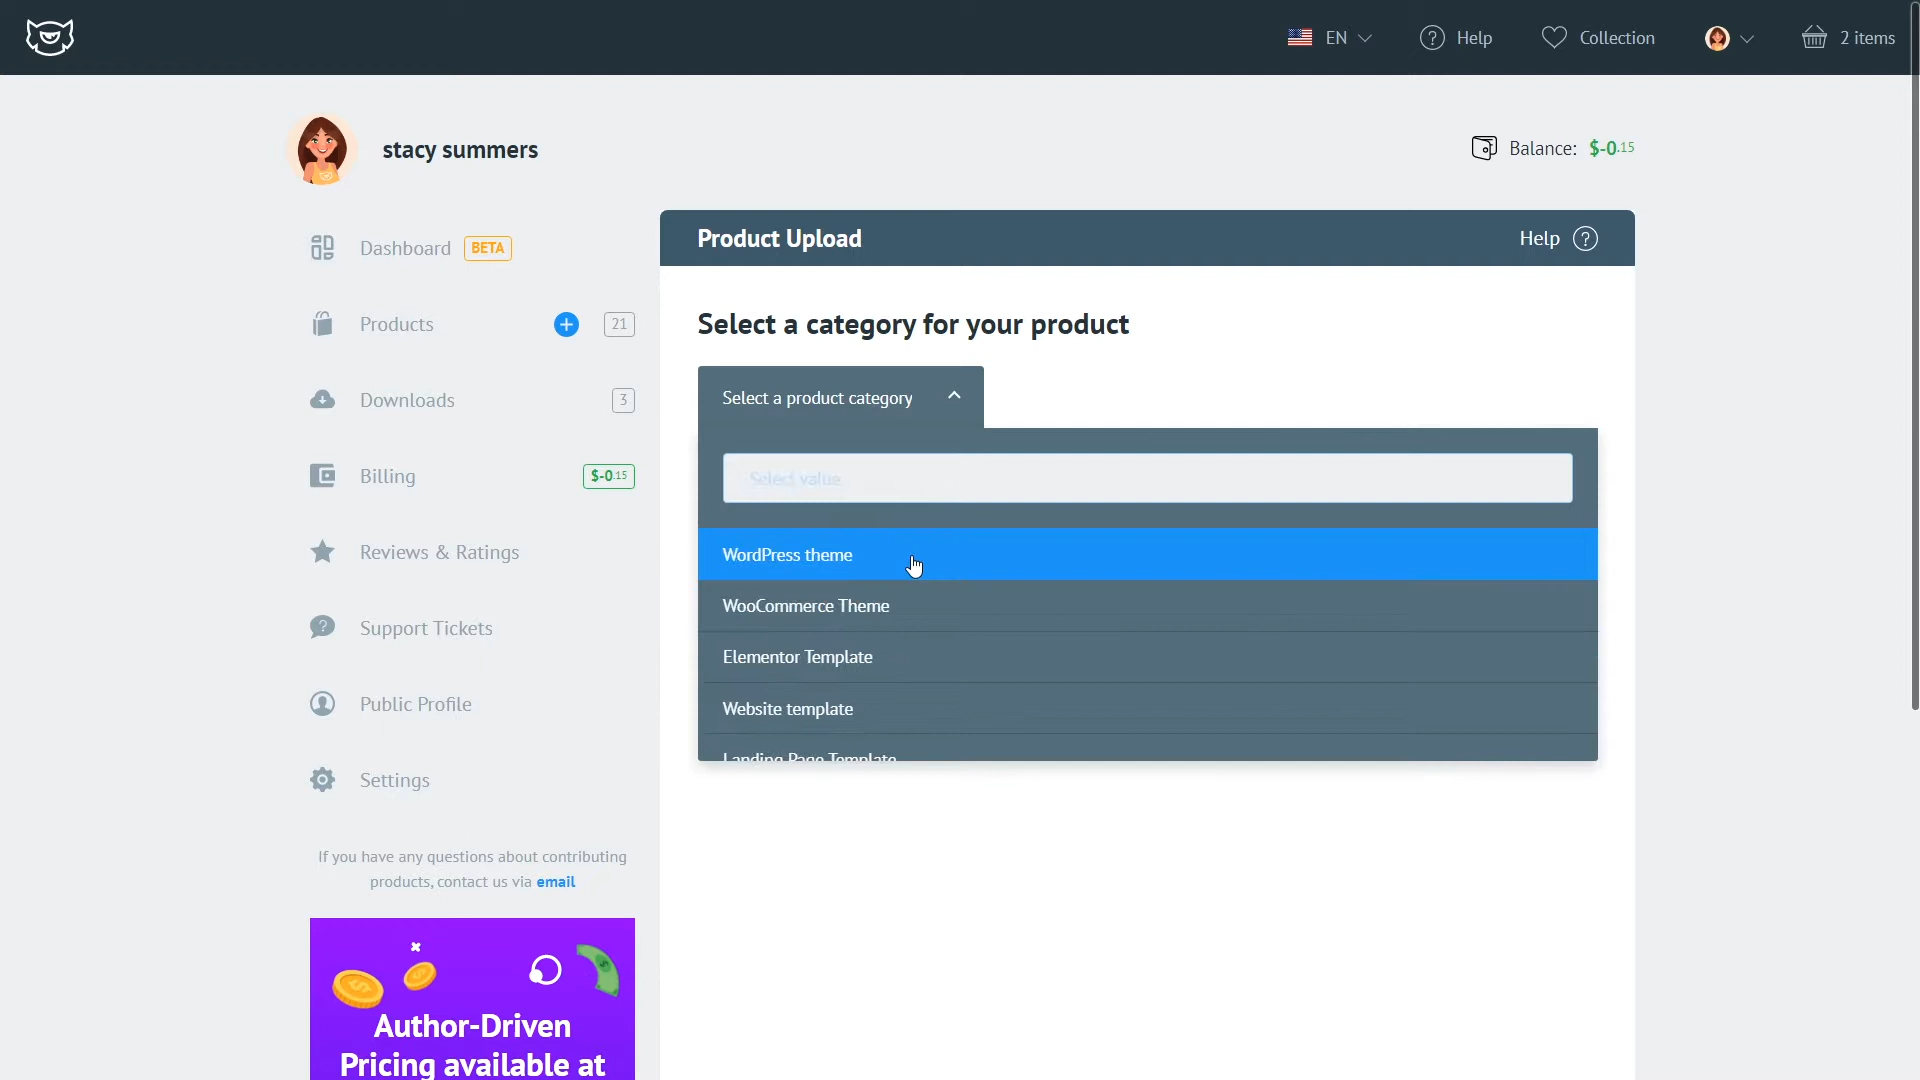 EN
Help
Collection
2 items
stacy summers
Balance: $-0.15
Dashboard BETA
Products 21
Downloads 3
Billing $-0.15
Reviews & Ratings
Support Tickets
Public Profile
Settings
If you have any questions about contributing
products, contact us via email
Author-Driven
Pricing available at
Product Upload
Help
Select a category for your product
Select a product category
Select value
WordPress theme
WooCommerce Theme
Elementor Template
Website template
Landing Page Template